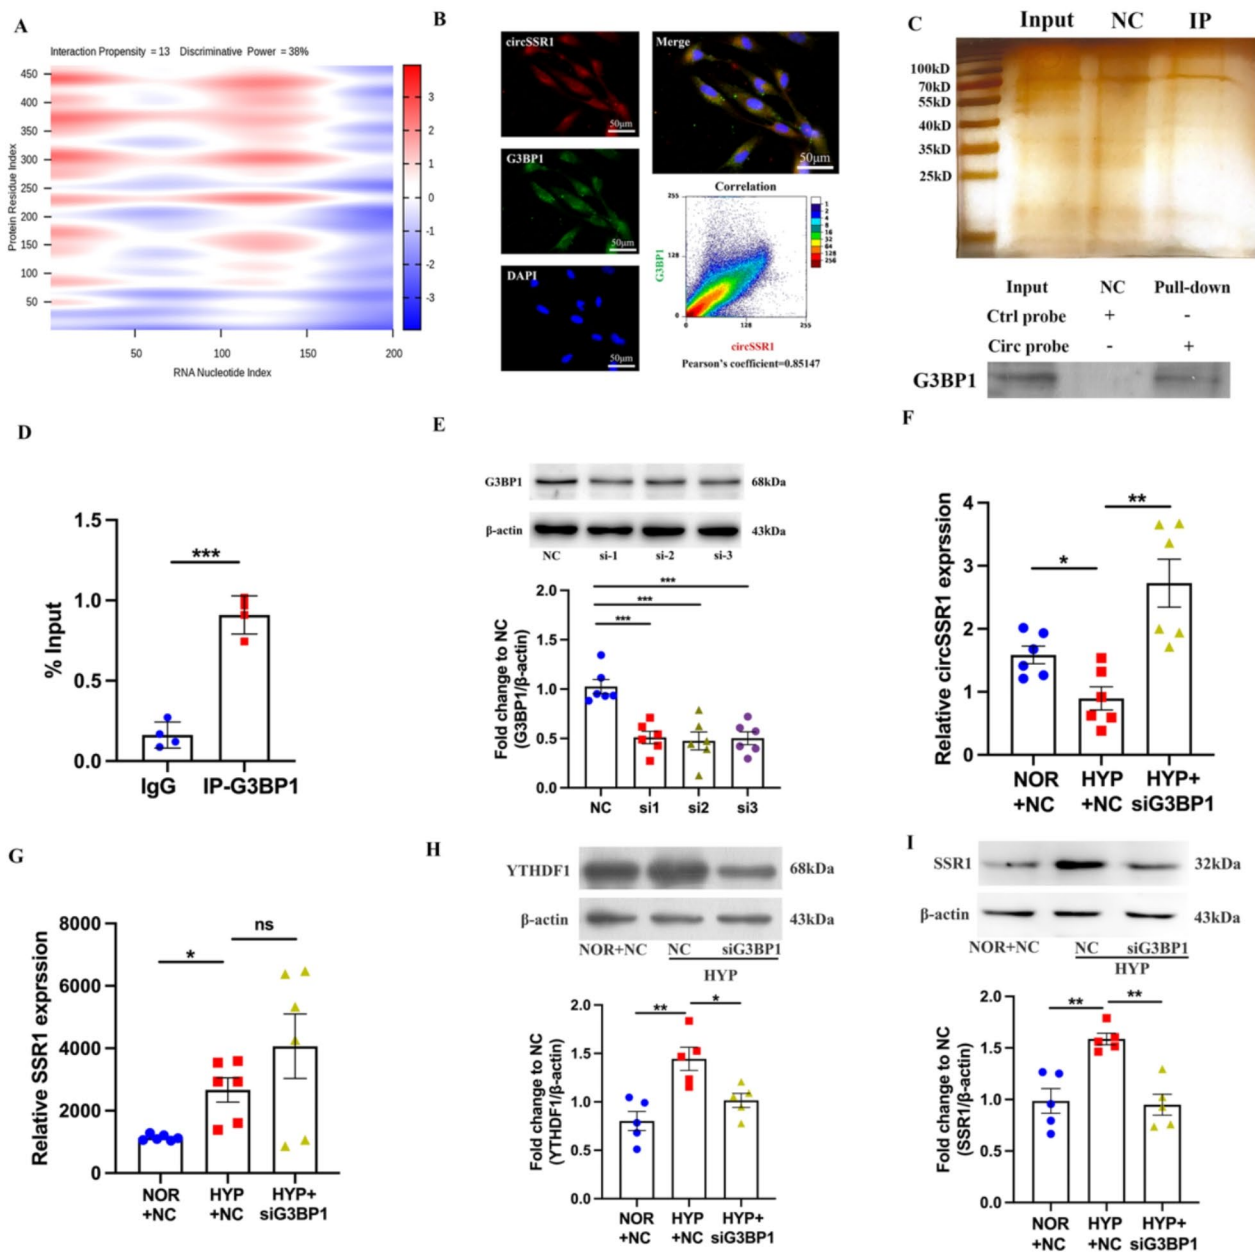 A
Interaction Propensity = 13 Discriminative Power = 38%
Protein Residue Index
450
400
350
300
250
200
150
100
50
50
100
150
200
RNA Nucleotide Index
3
2
1
0
-1
-2
-3
B
circSSR1
50μm
Merge
50μm
G3BP1
50μm
DAPI
50μm
Correlation
255
128
0
G3BP1
0
128
255
circSSR1
1
2
4
8
16
32
64
128
256
Pearson's coefficient=0.85147
C
Input NC IP
100kD
70kD
55kD
40kD
35kD
25kD
Input NC Pull-down
Ctrl probe + -
Circ probe - +
G3BP1
D
% Input
1.5
1.0
0.5
0.0
***
IgG IP-G3BP1
E
G3BP1 68kDa
β-actin 43kDa
NC si-1 si-2 si-3
Fold change to NC
(G3BP1/β-actin)
2.0
1.5
1.0
0.5
0.0
***
***
***
NC si1 si2 si3
F
Relative circSSR1 exprssion
4
3
2
1
0
*
**
NOR
+NC
HYP
+NC
HYP+
siG3BP1
G
Relative SSR1 exprssion
8000
6000
4000
2000
0
*
ns
NOR
+NC
HYP
+NC
HYP+
siG3BP1
H
YTHDF1 68kDa
β-actin 43kDa
NOR+NC NC siG3BP1
HYP
Fold change to NC
(YTHDF1/β-actin)
2.0
1.5
1.0
0.5
0.0
**
*
NOR
+NC
HYP
+NC
HYP+
siG3BP1
I
SSR1 32kDa
β-actin 43kDa
NOR+NC NC siG3BP1
HYP
Fold change to NC
(SSR1/β-actin)
2.0
1.5
1.0
0.5
0.0
**
**
NOR
+NC
HYP
+NC
HYP+
siG3BP1